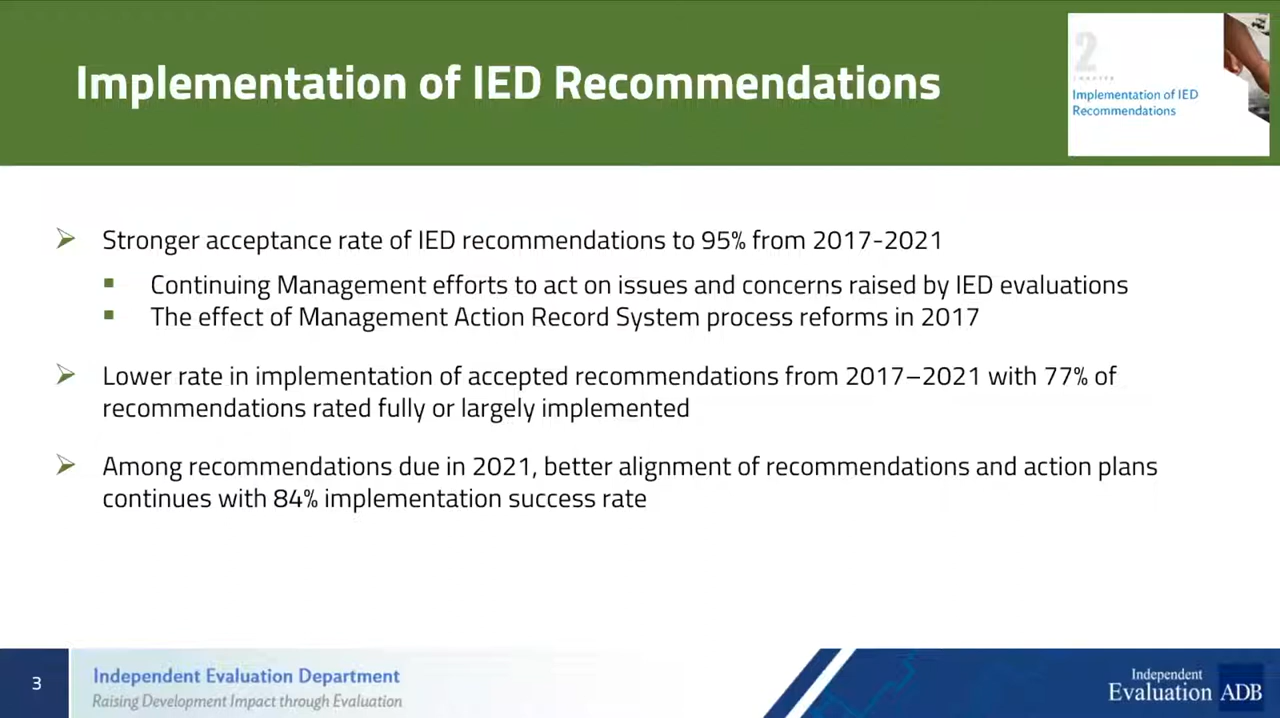 Implementation of IED Recommendations
2
CHAPTER
Implementation of IED
Recommendations
Stronger acceptance rate of IED recommendations to 95% from 2017-2021
Continuing Management efforts to act on issues and concerns raised by IED evaluations
The effect of Management Action Record System process reforms in 2017
Lower rate in implementation of accepted recommendations from 2017–2021 with 77% of
recommendations rated fully or largely implemented
Among recommendations due in 2021, better alignment of recommendations and action plans
continues with 84% implementation success rate
3
Independent Evaluation Department
Raising Development Impact through Evaluation
Independent
Evaluation ADB